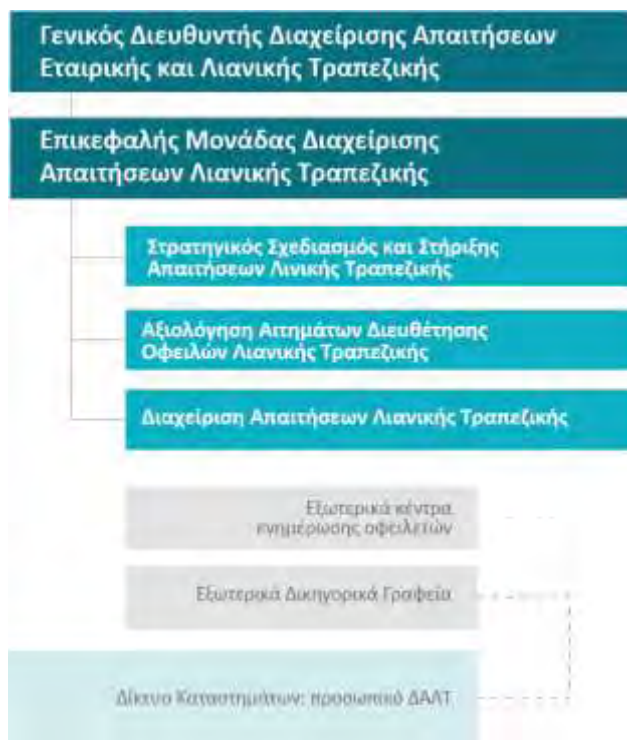 Γενικός Διευθυντής Διαχείρισης Απαιτήσεων
Εταιρικής και Λιανικής Τραπεζικής
Επικεφαλής Μονάδας Διαχείρισης
Απαιτήσεων Λιανικής Τραπεζικής
Στρατηγικός Σχεδιασμός και Στήριξης
Απαιτήσεων Λινικής Τραπεζικής
Αξιολόγηση Αιτημάτων Διευθέτησης
Οφειλών Λιανικής Τραπεζικής
Διαχείριση Απαιτήσεων Λιανικής Τραπεζικής
Εξωτερικά κέντρα
ενημέρωσης οφειλετών
Εξωτερικά Δικηγορικά Γραφεία
Δίκτυο Καταστημάτων: προσωπικό ΔΑΛΤ